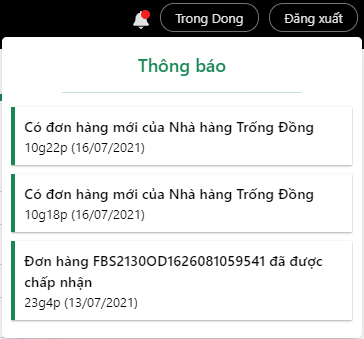 Trong Dong
Đăng xuất
Thông báo
Có đơn hàng mới của Nhà hàng Trống Đồng
10g22p (16/07/2021)
Có đơn hàng mới của Nhà hàng Trống Đồng
10g18p (16/07/2021)
Đơn hàng FBS2130OD1626081059541 đã được
chấp nhận
23g4p (13/07/2021)